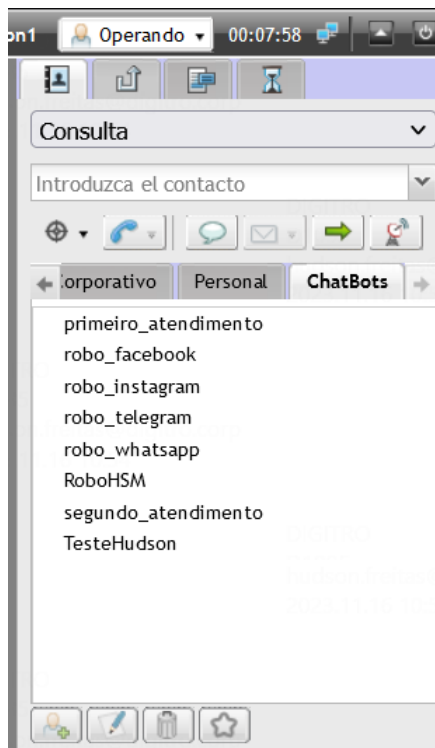 on1 Operando 00:07:58
Consulta
Introduzca el contacto
orporativo Personal ChatBots
primeiro_atendimento
robo_facebook
robo_instagram
robo_telegram
robo_whatsapp
RoboHSM
segundo_atendimento
TesteHudson